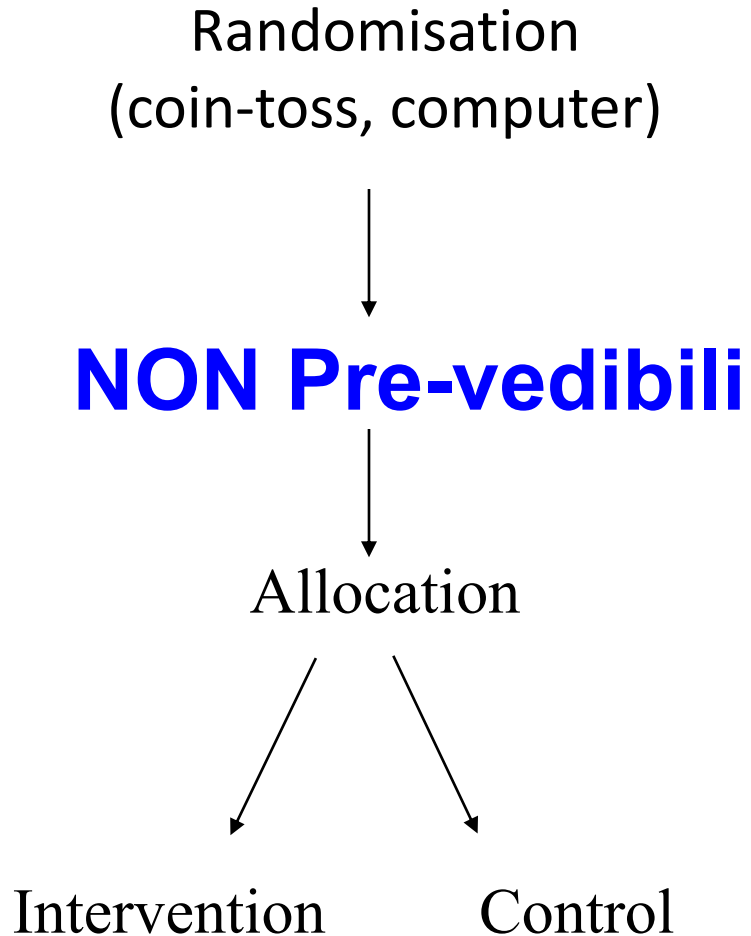 Randomisation
(coin-toss, computer)
NON Pre-vedibili
Allocation
Intervention Control